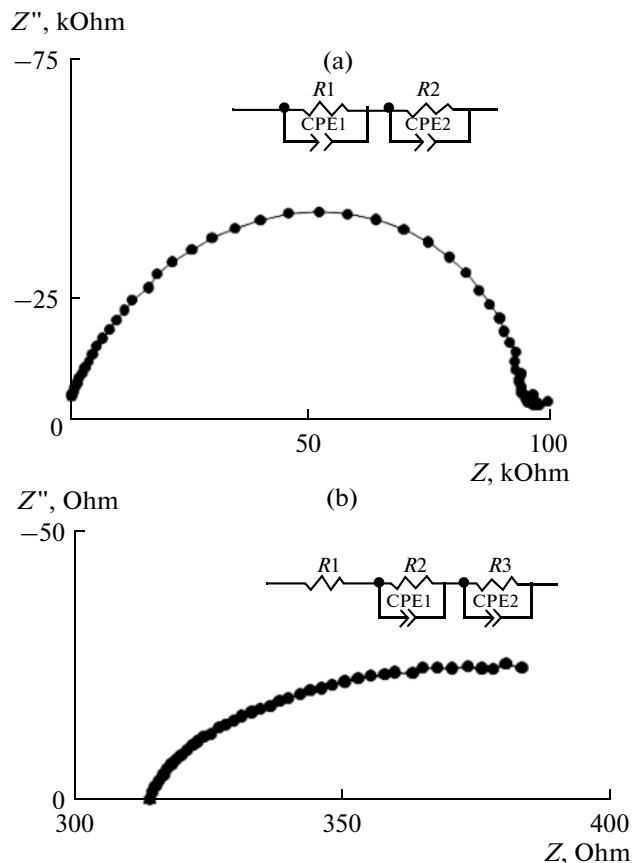 Z", kOhm
−75
(a)
R1 R2
CPE1 CPE2
−25
0
0 50 100
Z, kOhm
Z", Ohm
(b)
−50
R1 R2 R3
CPE1 CPE2
0
300 350 400
Z, Ohm